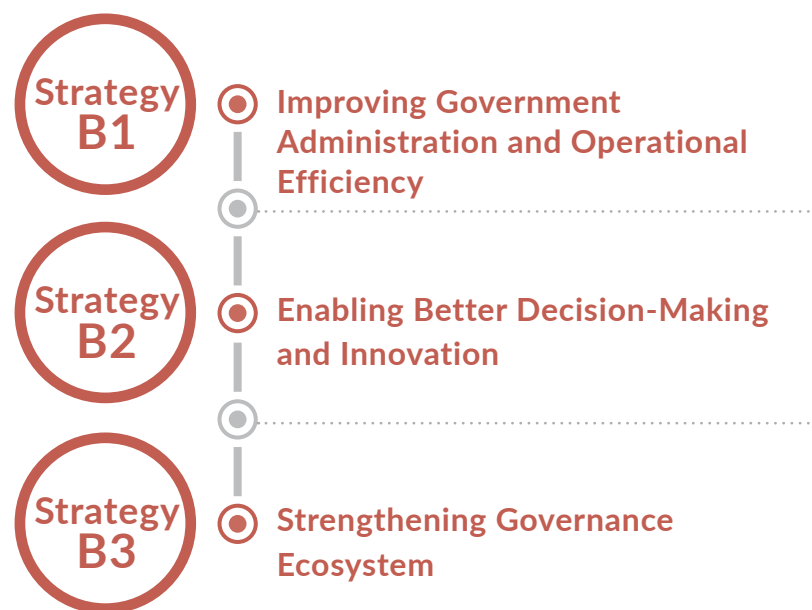 Strategy
B1
Improving Government
Administration and Operational
Efficiency
Strategy
B2
Enabling Better Decision-Making
and Innovation
Strategy
B3
Strengthening Governance
Ecosystem